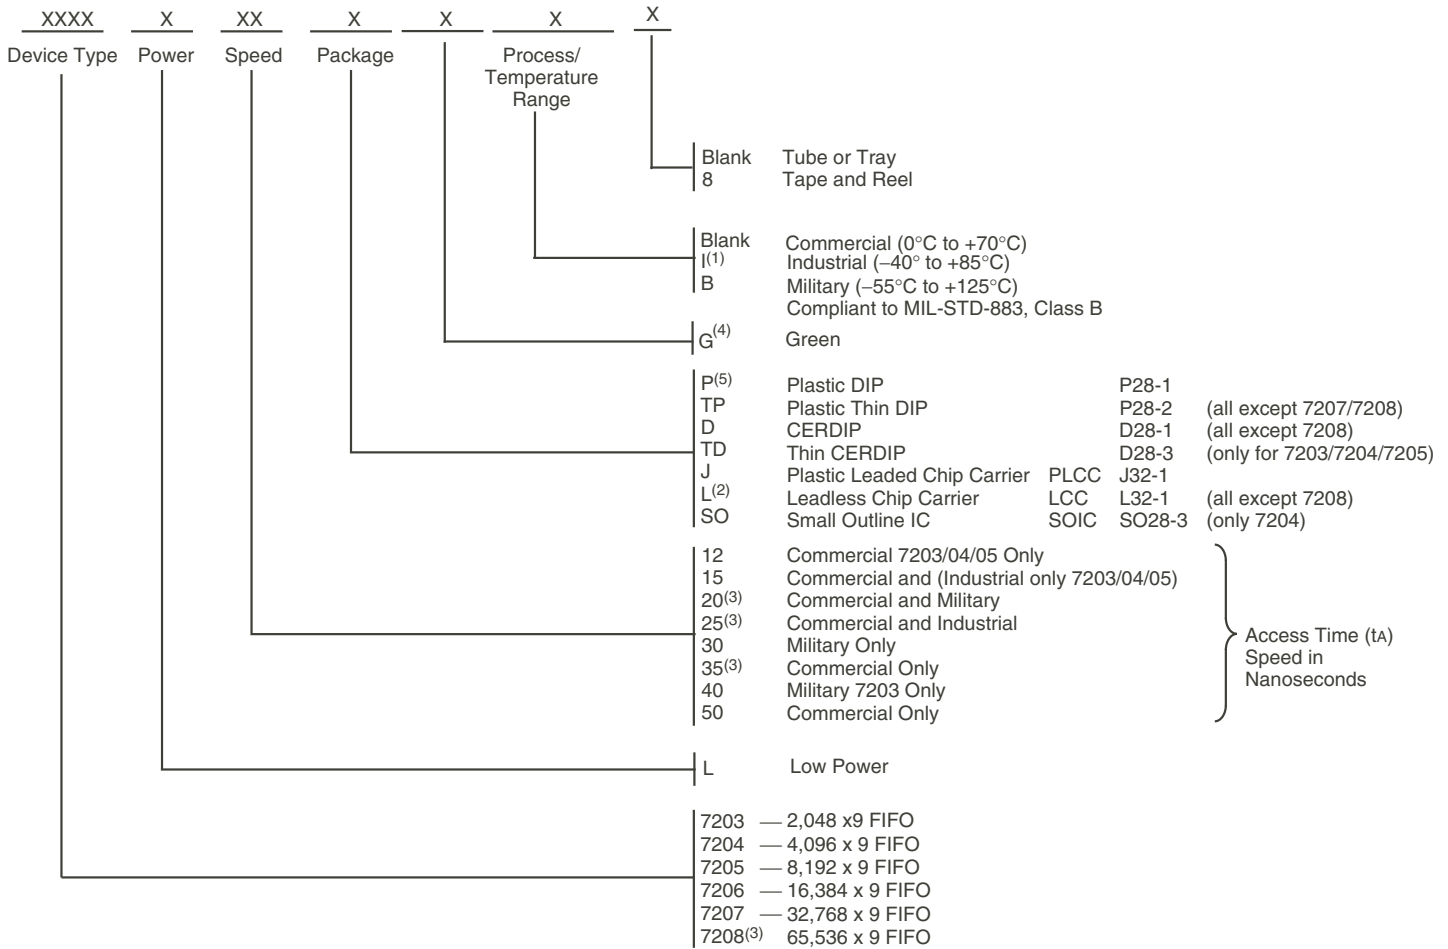 XXXX X XX X X X X
Device Type Power Speed Package Process/
Temperature
Range
Blank Tube or Tray
8 Tape and Reel
Blank Commercial (0°C to +70°C)
I(1) Industrial (–40° to +85°C)
B Military (–55°C to +125°C)
Compliant to MIL-STD-883, Class B
G(4) Green
P(5) Plastic DIP P28-1
TP Plastic Thin DIP P28-2 (all except 7207/7208)
D CERDIP D28-1 (all except 7208)
TD Thin CERDIP D28-3 (only for 7203/7204/7205)
J Plastic Leaded Chip Carrier PLCC J32-1
L(2) Leadless Chip Carrier LCC L32-1 (all except 7208)
SO Small Outline IC SOIC SO28-3 (only 7204)
12 Commercial 7203/04/05 Only
15 Commercial and (Industrial only 7203/04/05)
20(3) Commercial and Military
25(3) Commercial and Industrial
30 Military Only
35(3) Commercial Only
40 Military 7203 Only
50 Commercial Only
Access Time (tA)
Speed in
Nanoseconds
L Low Power
7203 — 2,048 x9 FIFO
7204 — 4,096 x 9 FIFO
7205 — 8,192 x 9 FIFO
7206 — 16,384 x 9 FIFO
7207 — 32,768 x 9 FIFO
7208(3) 65,536 x 9 FIFO